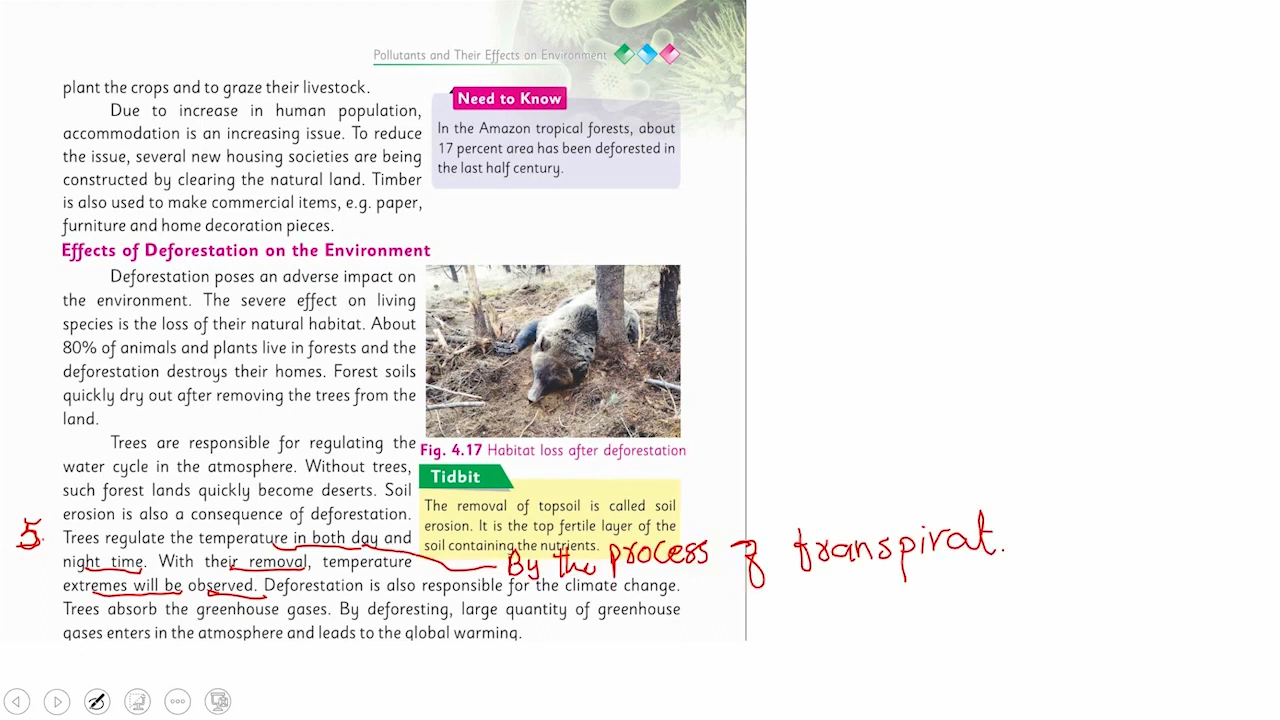 Pollutants and Their Effects on Environment
plant the crops and to graze their livestock.
Due to increase in human population,
accommodation is an increasing issue. To reduce
the issue, several new housing societies are being
constructed by clearing the natural land. Timber
is also used to make commercial items, e.g. paper,
furniture and home decoration pieces.
Need to Know
In the Amazon tropical forests, about
17 percent area has been deforested in
the last half century.
Effects of Deforestation on the Environment
Deforestation poses an adverse impact on
the environment. The severe effect on living
species is the loss of their natural habitat. About
80% of animals and plants live in forests and the
deforestation destroys their homes. Forest soils
quickly dry out after removing the trees from the
land.
Fig. 4.17 Habitat loss after deforestation
Trees are responsible for regulating the
water cycle in the atmosphere. Without trees,
such forest lands quickly become deserts. Soil
erosion is also a consequence of deforestation.
Tidbit
The removal of topsoil is called soil
erosion. It is the top fertile layer of the
soil containing the nutrients.
5.
Trees regulate the temperature in both day and
night time. With their removal, temperature
extremes will be observed. Deforestation is also responsible for the climate change.
Trees absorb the greenhouse gases. By deforesting, large quantity of greenhouse
gases enters in the atmosphere and leads to the global warming.
By the process of transpirat.